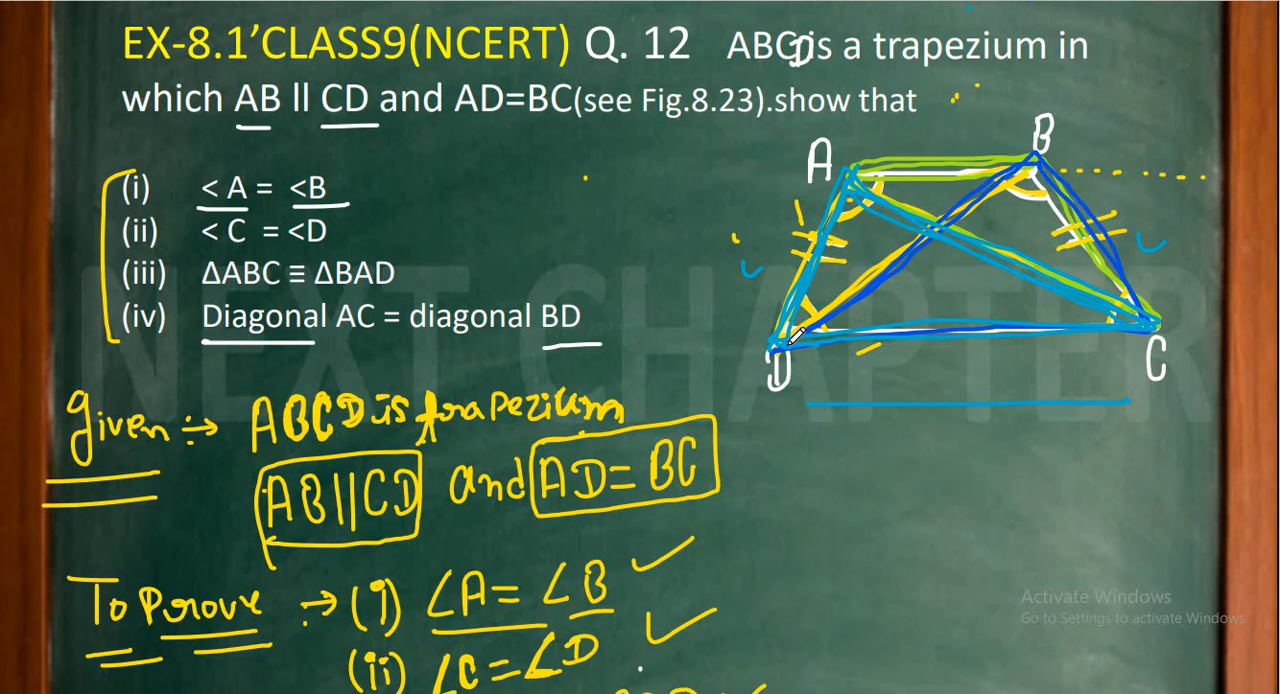 EX-8.1’CLASS9(NCERT) Q. 12 ABCD is a trapezium in
which AB ll CD and AD=BC(see Fig.8.23).show that
(i) < A = <B
(ii) < C = <D
(iii) ΔABC ≡ ΔBAD
(iv) Diagonal AC = diagonal BD
A
B
D
C
NEXT CHAPTER
Given :→ ABCD is trapezium
AB||CD and AD = BC
To Prove :→ (i) ∠A = ∠B
(ii) ∠C = ∠D
Activate Windows
Go to Settings to activate Windows.